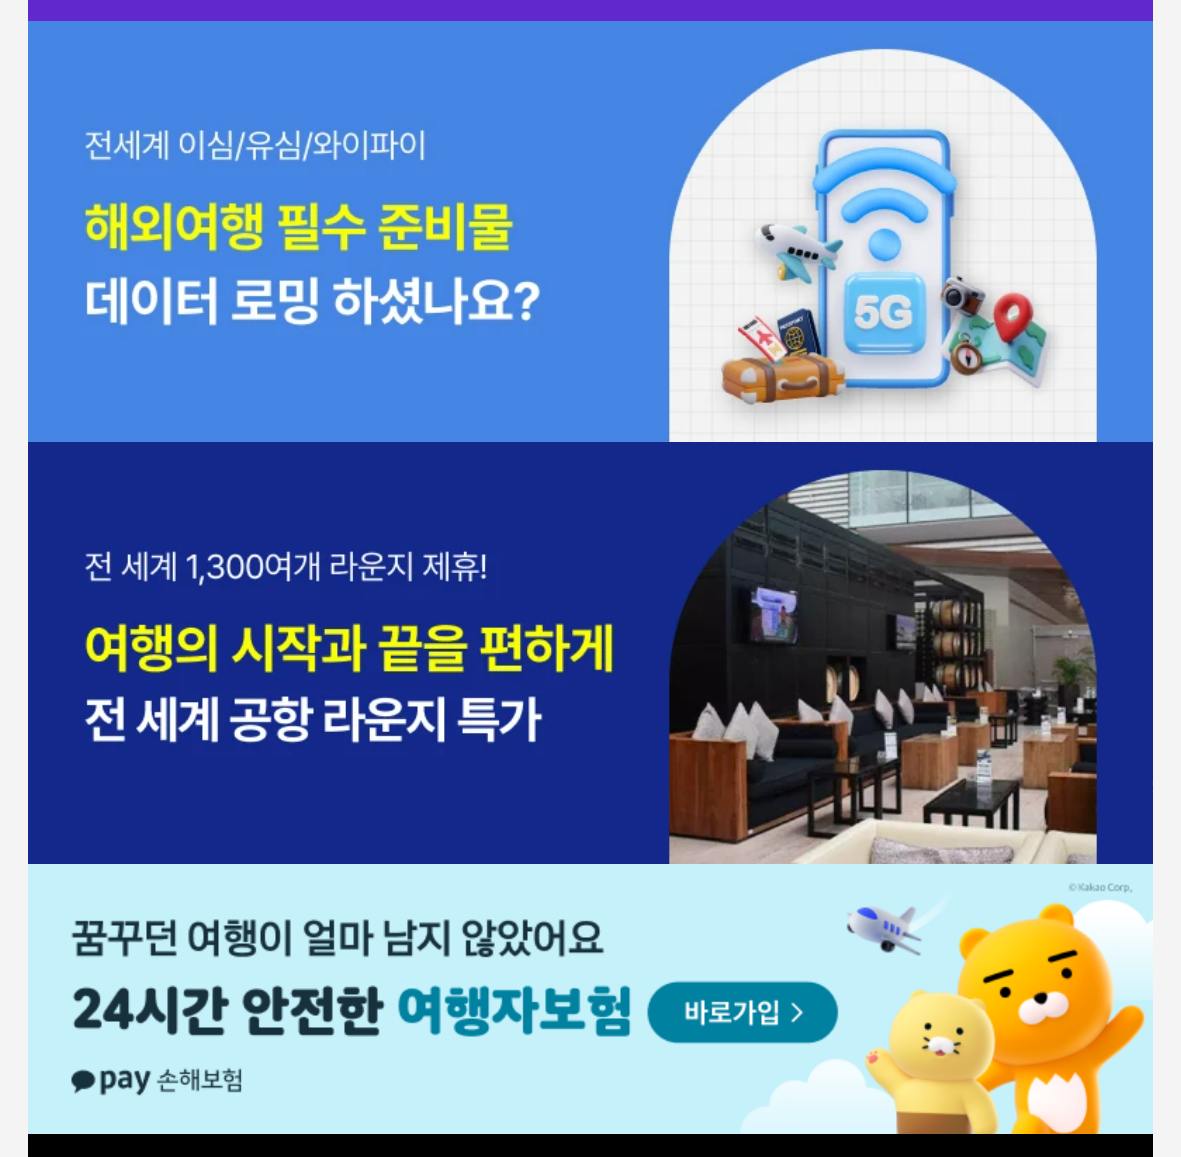 전세계 이심/유심/와이파이
해외여행 필수 준비물
데이터 로밍 하셨나요?
PASSPORT
5G
전 세계 1,300여개 라운지 제휴!
여행의 시작과 끝을 편하게
전 세계 공항 라운지 특가
© Kakao Corp.,
꿈꾸던 여행이 얼마 남지 않았어요
24시간 안전한 여행자보험
바로가입 >
pay 손해보험